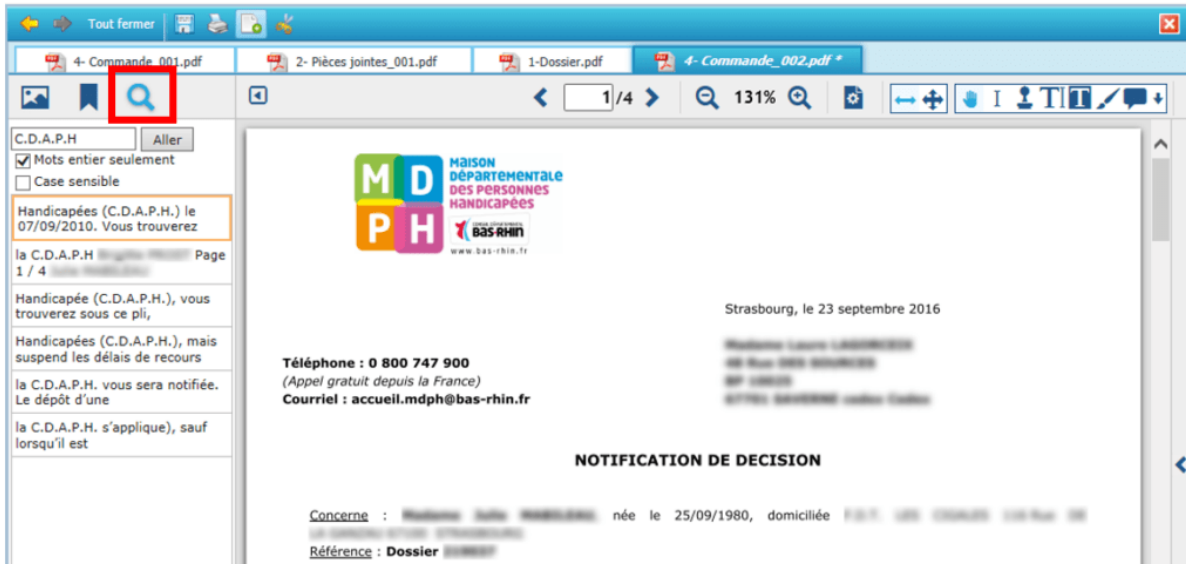 Tout fermer
4- Commande_001.pdf
2- Pièces jointes_001.pdf
1-Dossier.pdf
4- Commande_002.pdf *
1 /4
131%
I T T T
C.D.A.P.H
Aller
Mots entier seulement
Case sensible
Handicapées (C.D.A.P.H.) le
07/09/2010. Vous trouverez
la C.D.A.P.H Page
1 / 4
Handicapée (C.D.A.P.H.), vous
trouverez sous ce pli,
Handicapées (C.D.A.P.H.), mais
suspend les délais de recours
la C.D.A.P.H. vous sera notifiée.
Le dépôt d'une
la C.D.A.P.H. s'applique), sauf
lorsqu'il est
MD
PH
Maison
Départementale
des Personnes
Handicapées
BAS-RHIN
www.bas-rhin.fr
Strasbourg, le 23 septembre 2016
Téléphone : 0 800 747 900
(Appel gratuit depuis la France)
Courriel : accueil.mdph@bas-rhin.fr
NOTIFICATION DE DECISION
Concerne : née le 25/09/1980, domiciliée
Référence : Dossier